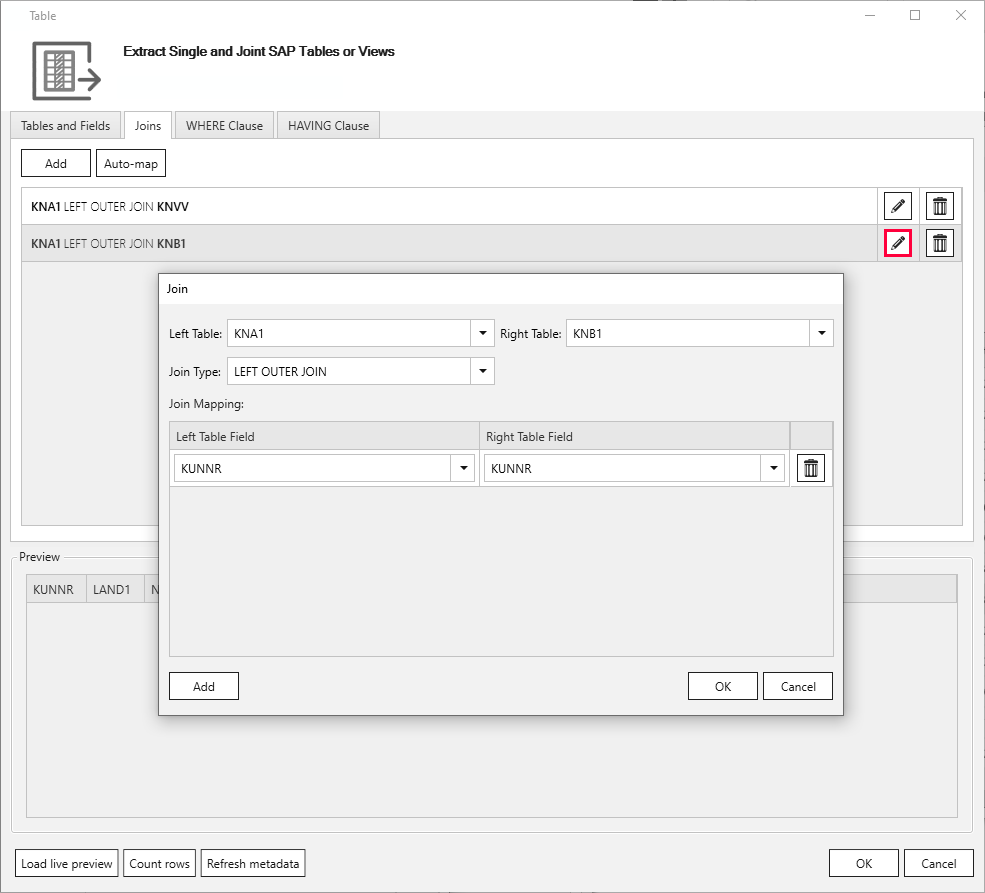 Table
Extract Single and Joint SAP Tables or Views
Tables and Fields Joins WHERE Clause HAVING Clause
Add Auto-map
KNA1 LEFT OUTER JOIN KNVV
KNA1 LEFT OUTER JOIN KNB1
Join
Left Table: KNA1 Right Table: KNB1
Join Type: LEFT OUTER JOIN
Join Mapping:
Left Table Field Right Table Field
KUNNR KUNNR
Add OK Cancel
Preview
KUNNR LAND1 N
Load live preview Count rows Refresh metadata OK Cancel